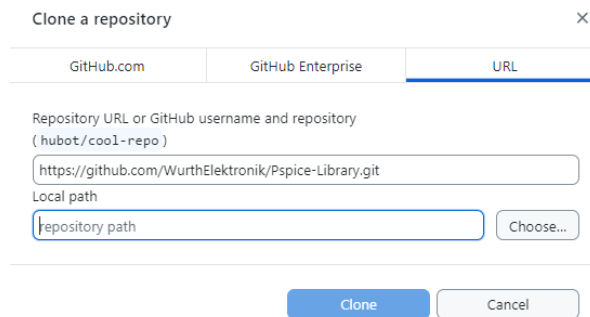 Clone a repository
GitHub.com
GitHub Enterprise
URL
Repository URL or GitHub username and repository
(hubot/cool-repo)
https://github.com/WurthElektronik/Pspice-Library.git
Local path
repository path
Choose...
Clone
Cancel